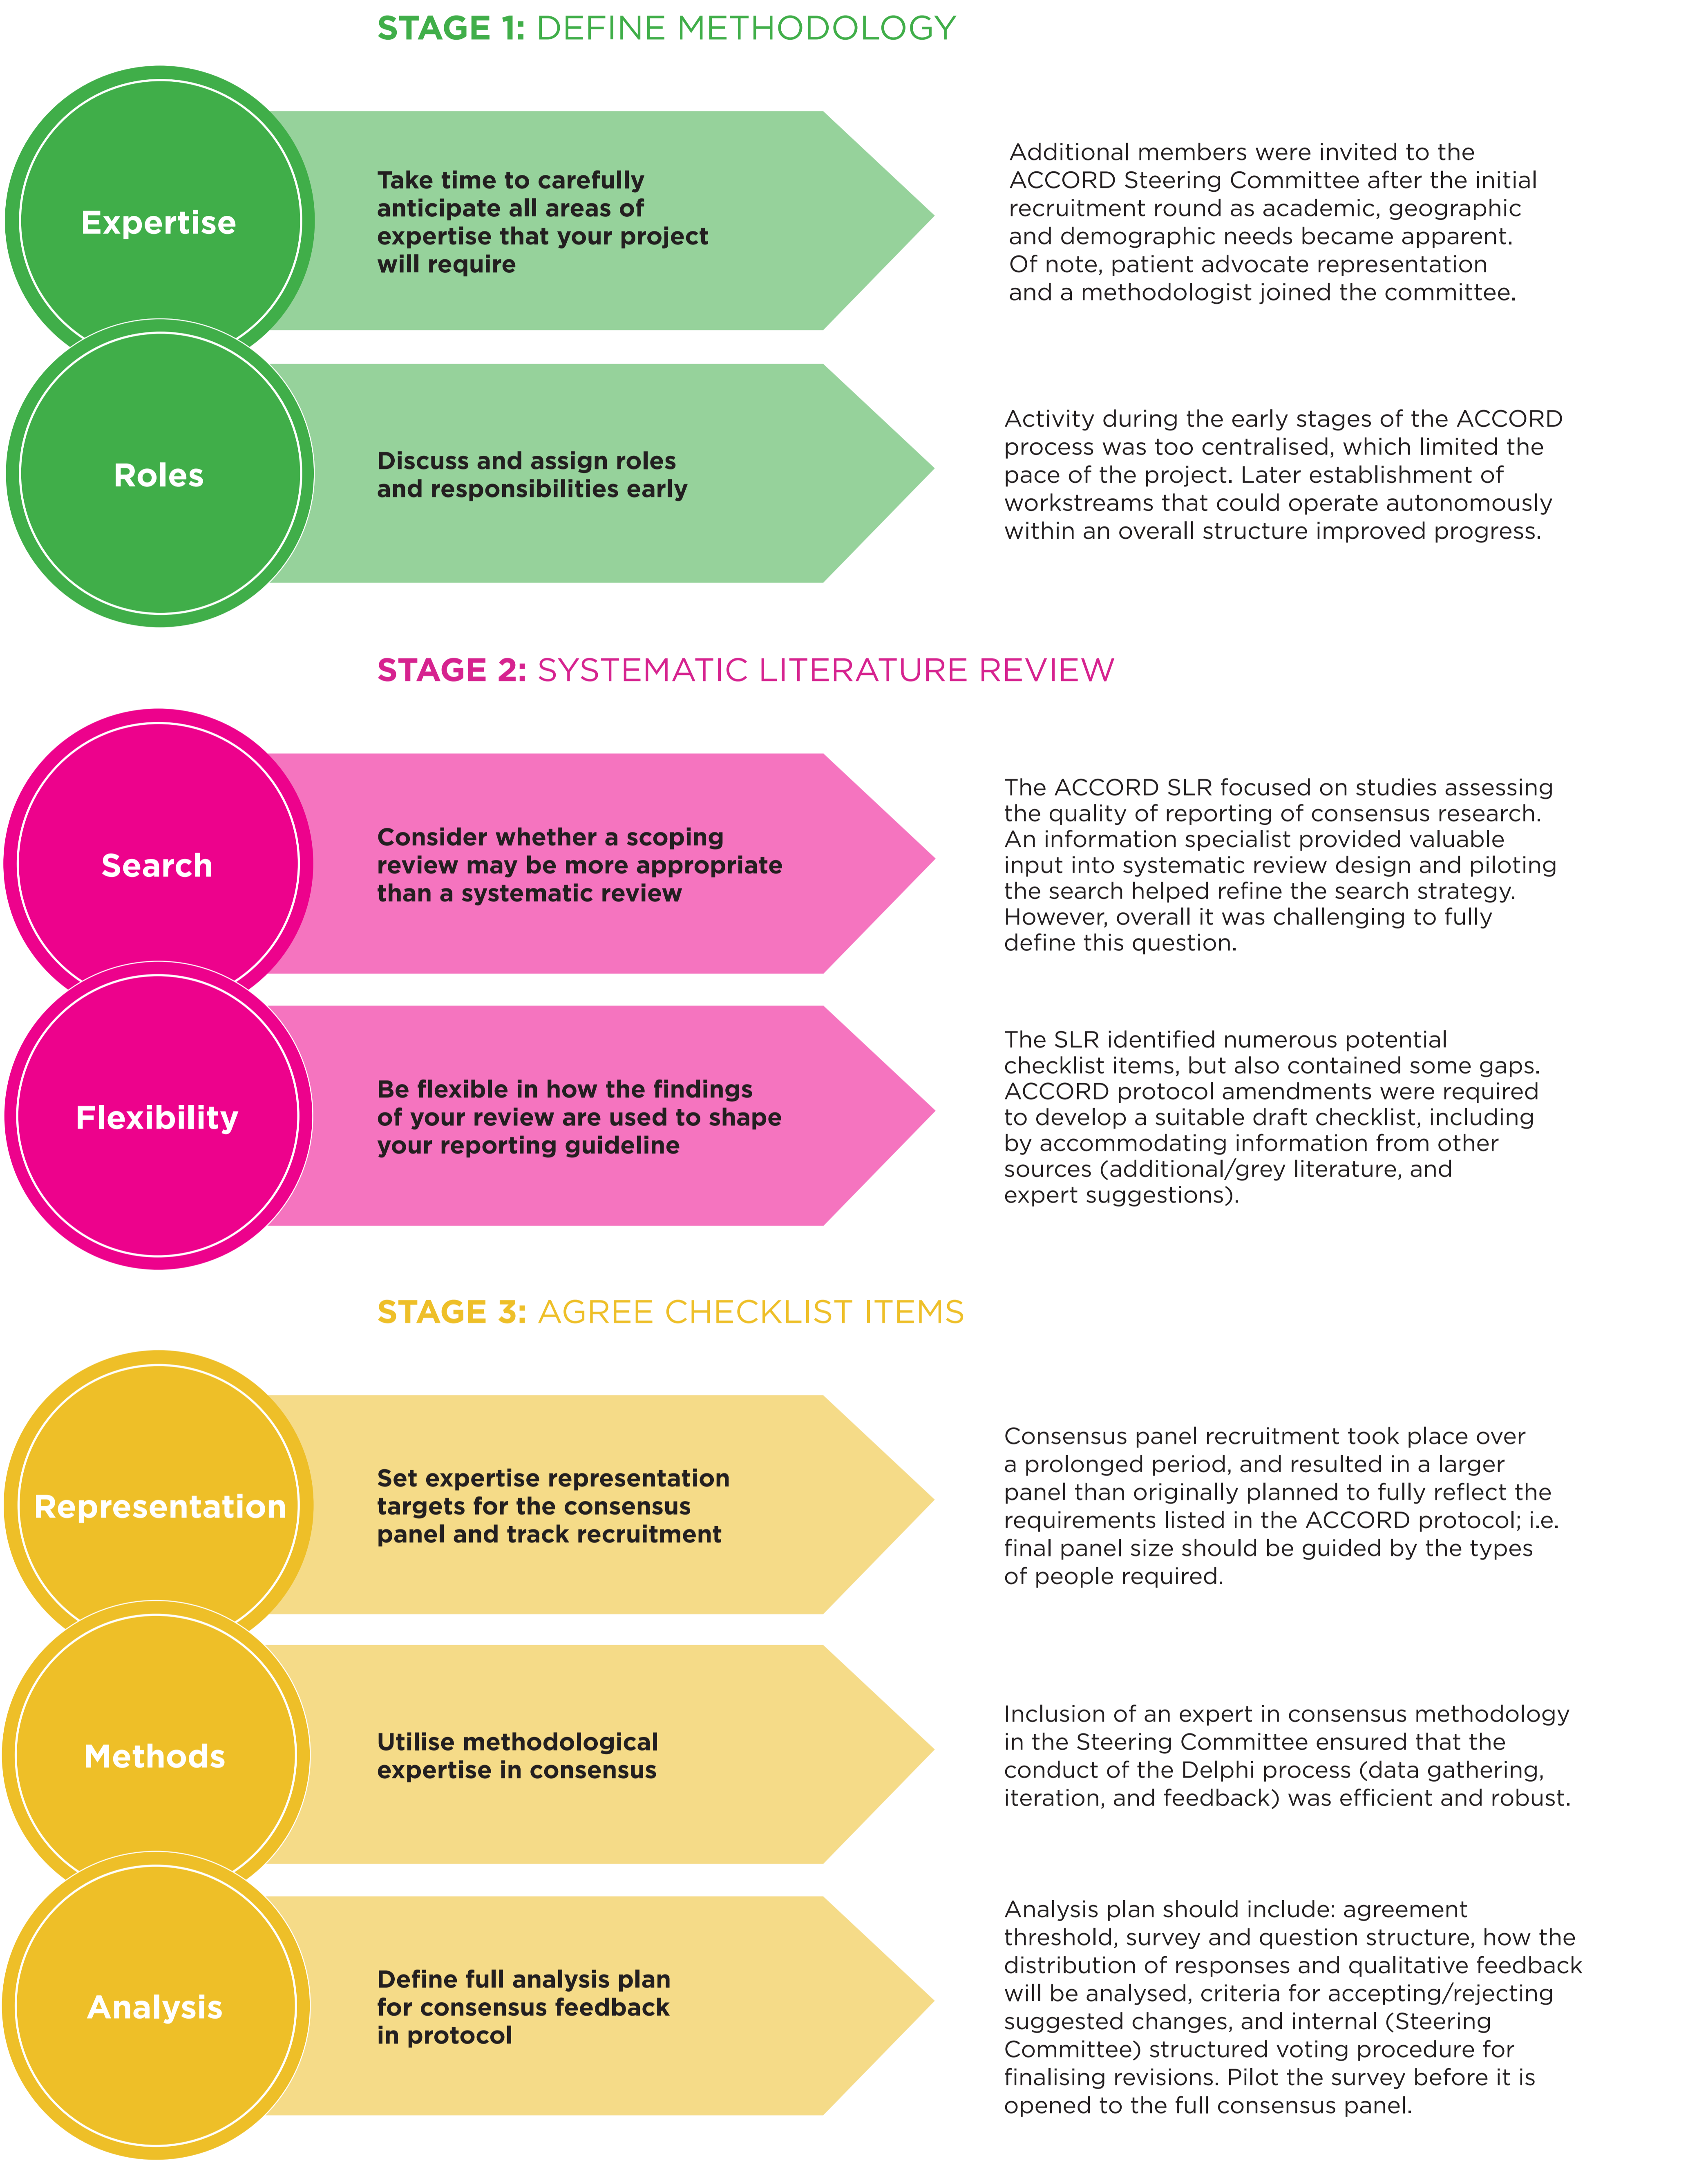 STAGE 1: DEFINE METHODOLOGY
Expertise
Take time to carefully
anticipate all areas of
expertise that your project
will require
Additional members were invited to the
ACCORD Steering Committee after the initial
recruitment round as academic, geographic
and demographic needs became apparent.
Of note, patient advocate representation
and a methodologist joined the committee.
Roles
Discuss and assign roles
and responsibilities early
Activity during the early stages of the ACCORD
process was too centralised, which limited the
pace of the project. Later establishment of
workstreams that could operate autonomously
within an overall structure improved progress.
STAGE 2: SYSTEMATIC LITERATURE REVIEW
Search
Consider whether a scoping
review may be more appropriate
than a systematic review
The ACCORD SLR focused on studies assessing
the quality of reporting of consensus research.
An information specialist provided valuable
input into systematic review design and piloting
the search helped refine the search strategy.
However, overall it was challenging to fully
define this question.
Flexibility
Be flexible in how the findings
of your review are used to shape
your reporting guideline
The SLR identified numerous potential
checklist items, but also contained some gaps.
ACCORD protocol amendments were required
to develop a suitable draft checklist, including
by accommodating information from other
sources (additional/grey literature, and
expert suggestions).
STAGE 3: AGREE CHECKLIST ITEMS
Representation
Set expertise representation
targets for the consensus
panel and track recruitment
Consensus panel recruitment took place over
a prolonged period, and resulted in a larger
panel than originally planned to fully reflect the
requirements listed in the ACCORD protocol; i.e.
final panel size should be guided by the types
of people required.
Methods
Utilise methodological
expertise in consensus
Inclusion of an expert in consensus methodology
in the Steering Committee ensured that the
conduct of the Delphi process (data gathering,
iteration, and feedback) was efficient and robust.
Analysis
Define full analysis plan
for consensus feedback
in protocol
Analysis plan should include: agreement
threshold, survey and question structure, how the
distribution of responses and qualitative feedback
will be analysed, criteria for accepting/rejecting
suggested changes, and internal (Steering
Committee) structured voting procedure for
finalising revisions. Pilot the survey before it is
opened to the full consensus panel.